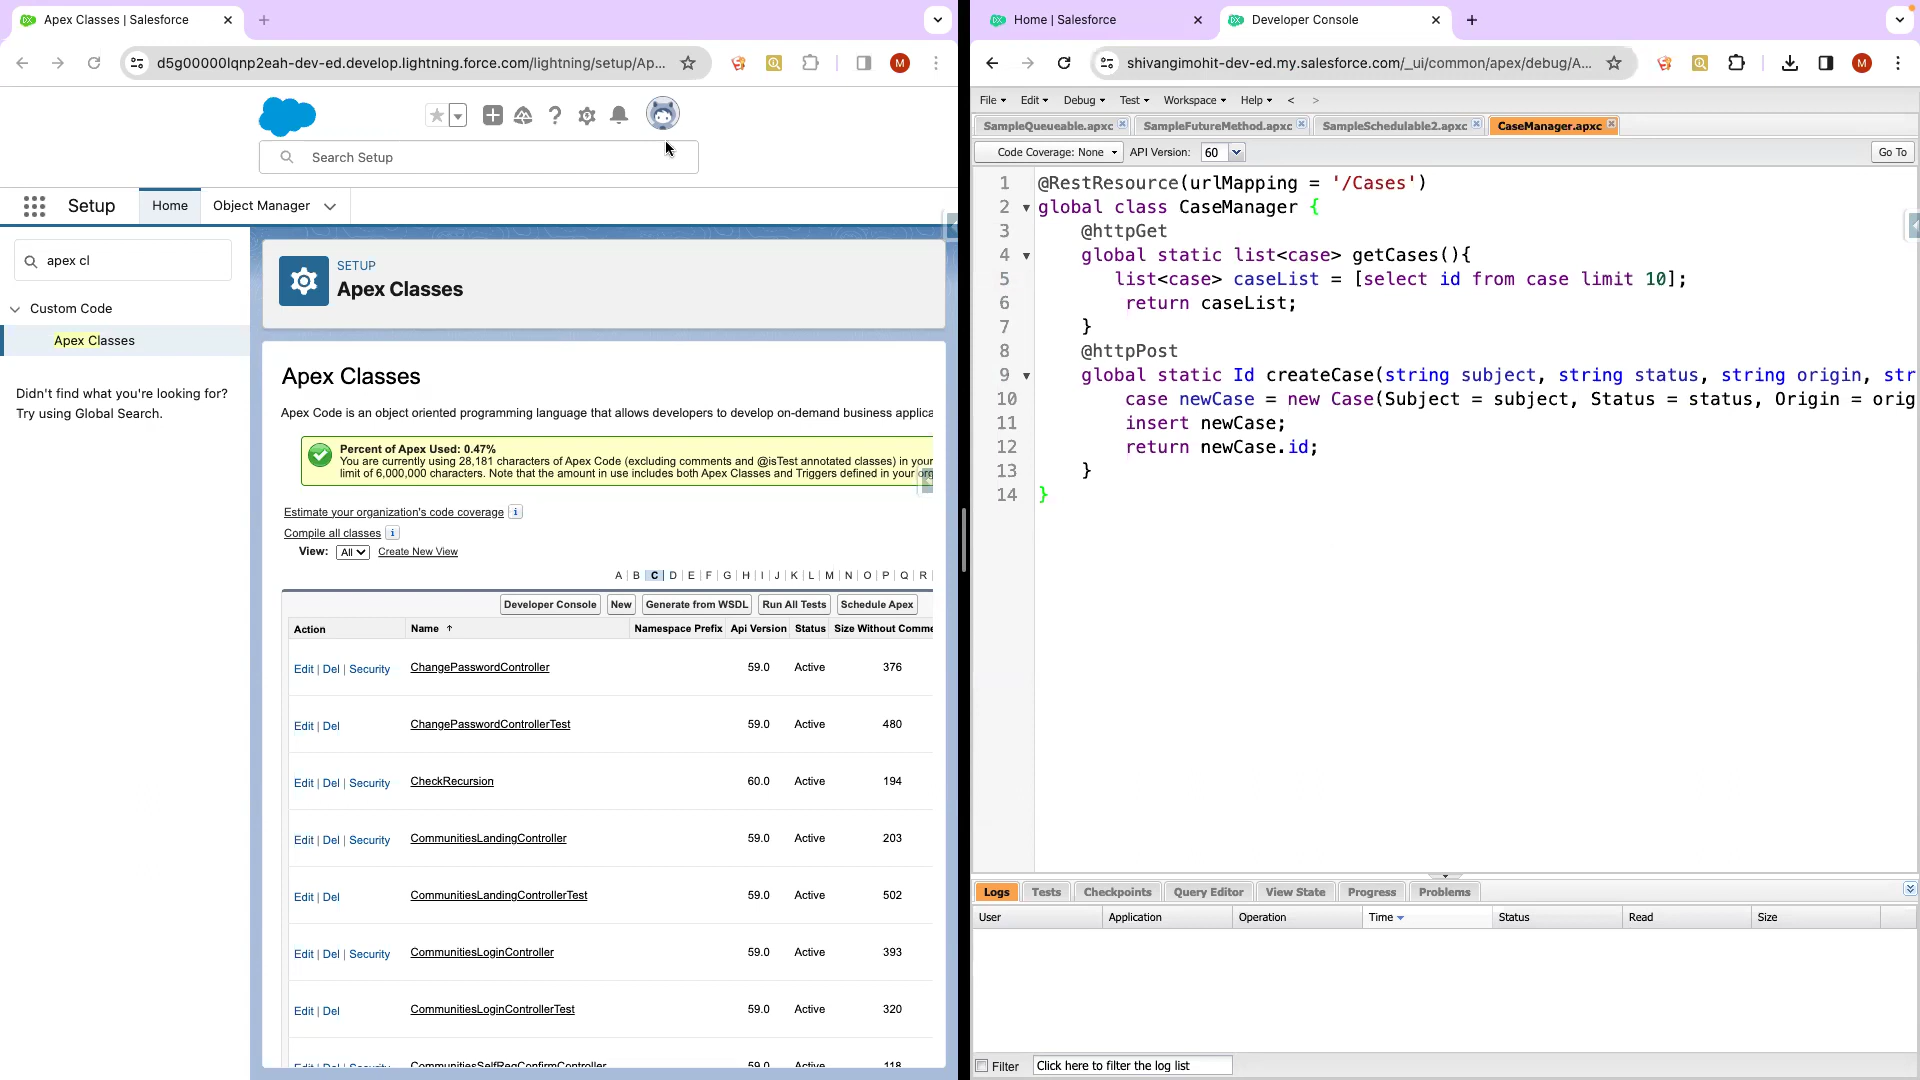 Apex Classes | Salesforce
d5g00000lqnp2eah-dev-ed.develop.lightning.force.com/lightning/setup/Ap...
M
Search Setup
Setup
Home
Object Manager
apex cl
Custom Code
Apex Classes
Didn't find what you're looking for?
Try using Global Search.
SETUP
Apex Classes
Apex Classes
Apex Code is an object oriented programming language that allows developers to develop on-demand business applica
Percent of Apex Used: 0.47%
You are currently using 28,181 characters of Apex Code (excluding comments and @isTest annotated classes) in your
limit of 6,000,000 characters. Note that the amount in use includes both Apex Classes and Triggers defined in your org
Estimate your organization's code coverage i
Compile all classes i
View: All Create New View
A | B | C | D | E | F | G | H | I | J | K | L | M | N | O | P | Q | R |
Developer Console New Generate from WSDL Run All Tests Schedule Apex
Action Name ↑ Namespace Prefix Api Version Status Size Without Comme
Edit | Del | Security ChangePasswordController 59.0 Active 376
Edit | Del ChangePasswordControllerTest 59.0 Active 480
Edit | Del | Security CheckRecursion 60.0 Active 194
Edit | Del | Security CommunitiesLandingController 59.0 Active 203
Edit | Del CommunitiesLandingControllerTest 59.0 Active 502
Edit | Del | Security CommunitiesLoginController 59.0 Active 393
Edit | Del CommunitiesLoginControllerTest 59.0 Active 320
Edit | Del | Security CommunitiesSelfRegConfirmController 59.0 Active 118
Home | Salesforce
Developer Console
shivangimohit-dev-ed.my.salesforce.com/_ui/common/apex/debug/A...
M
File Edit Debug Test Workspace Help < >
SampleQueueable.apxc SampleFutureMethod.apxc SampleSchedulable2.apxc CaseManager.apxc
Code Coverage: None API Version: 60 Go To
1 @RestResource(urlMapping = '/Cases')
2 global class CaseManager {
3 @httpGet
4 global static list<case> getCases(){
5 list<case> caseList = [select id from case limit 10];
6 return caseList;
7 }
8 @httpPost
9 global static Id createCase(string subject, string status, string origin, str
10 case newCase = new Case(Subject = subject, Status = status, Origin = orig
11 insert newCase;
12 return newCase.id;
13 }
14 }
Logs Tests Checkpoints Query Editor View State Progress Problems
User Application Operation Time Status Read Size
Filter Click here to filter the log list